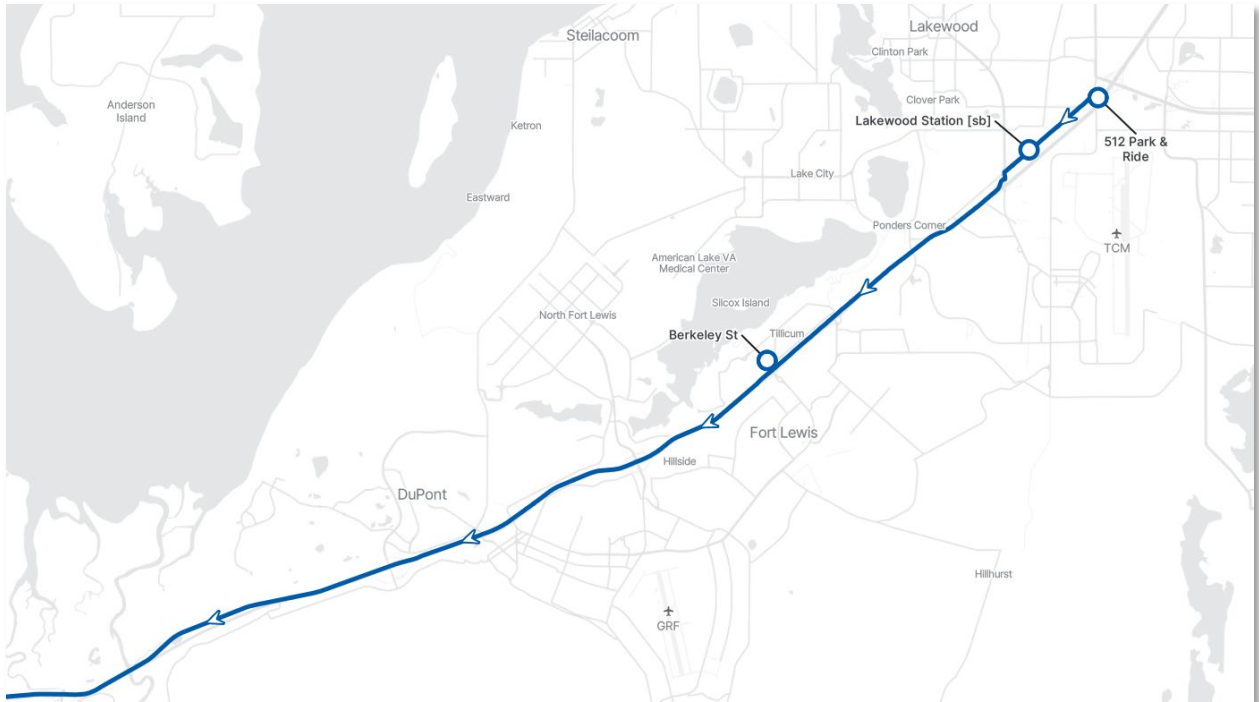 Steilacoom
Lakewood
Clinton Park
Anderson
Island
Clover Park
Ketron
Lakewood Station [sb]
512 Park &
Ride
Lake City
Eastward
Ponders Corner
TCM
American Lake VA
Medical Center
Silcox Island
North Fort Lewis
Berkeley St
Tillicum
Fort Lewis
Hillside
DuPont
Hillhurst
GRF